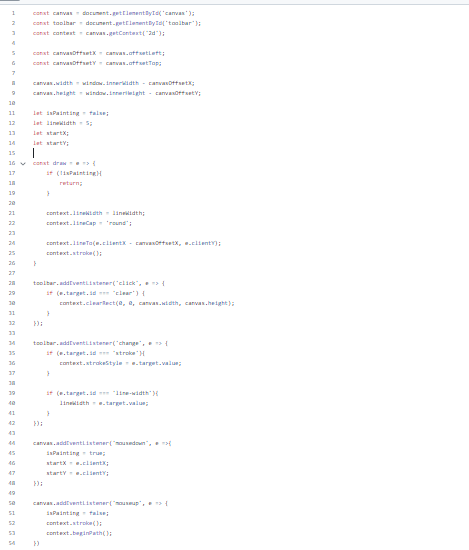 1 const canvas = document.getElementById('canvas');
2 const toolbar = document.getElementById('toolbar');
3 const context = canvas.getContext('2d');
4
5 const canvasOffsetX = canvas.offsetLeft;
6 const canvasOffsetY = canvas.offsetTop;
7
8 canvas.width = window.innerWidth - canvasOffsetX;
9 canvas.height = window.innerHeight - canvasOffsetY;
10
11 let isPainting = false;
12 let lineWidth = 5;
13 let startX;
14 let startY;
15
16 const draw = e => {
17 if (!isPainting){
18 return;
19 }
20
21 context.lineWidth = lineWidth;
22 context.lineCap = 'round';
23
24 context.lineTo(e.clientX - canvasOffsetX, e.clientY);
25 context.stroke();
26 }
27
28 toolbar.addEventListener('click', e => {
29 if (e.target.id === 'clear') {
30 context.clearRect(0, 0, canvas.width, canvas.height);
31 }
32 });
33
34 toolbar.addEventListener('change', e => {
35 if (e.target.id === 'stroke'){
36 context.strokeStyle = e.target.value;
37 }
38
39 if (e.target.id === 'line-width'){
40 lineWidth = e.target.value;
41 }
42 });
43
44 canvas.addEventListener('mousedown', e =>{
45 isPainting = true;
46 startX = e.clientX;
47 startY = e.clientY;
48 });
49
50 canvas.addEventListener('mouseup', e => {
51 isPainting = false;
52 context.stroke();
53 context.beginPath();
54 })